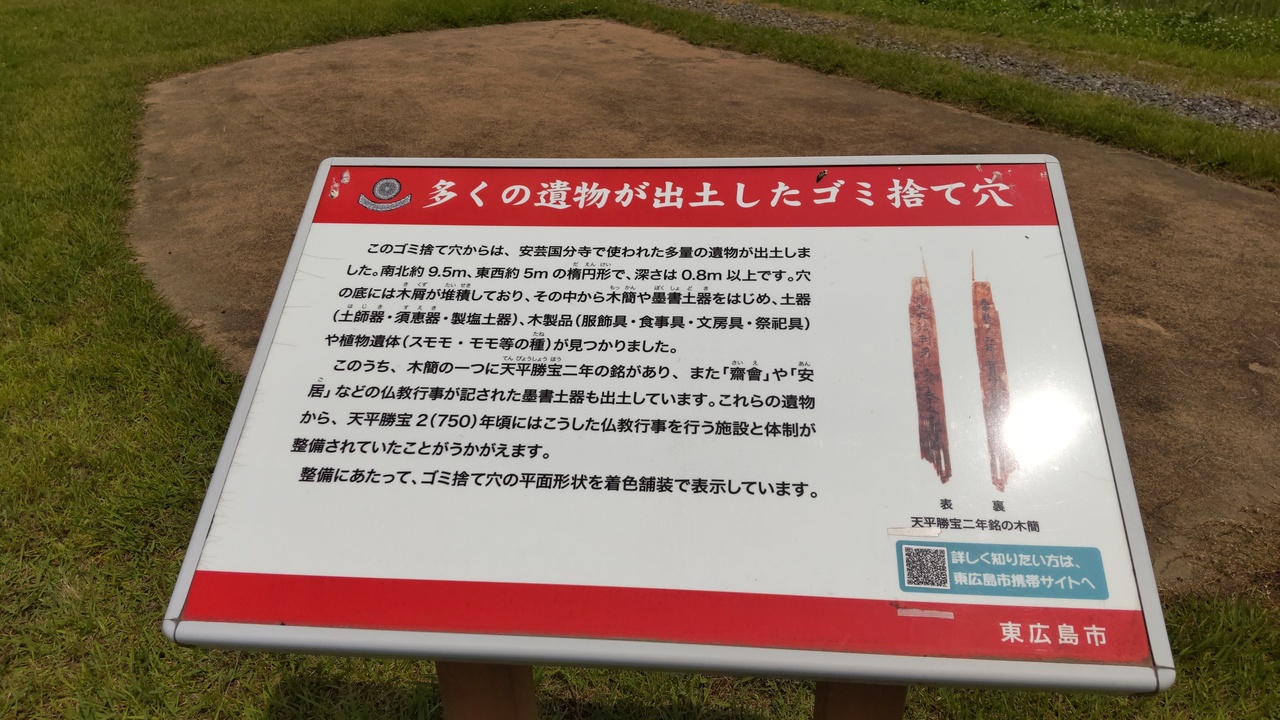 多くの遺物が出土したゴミ捨て穴
このゴミ捨て穴からは、安芸国分寺で使われた多量の遺物が出土しま
した。南北約9.5m、東西約5mの楕円形で、深さは0.8m以上です。穴
の底には木屑が堆積しており、その中から木簡や墨書土器をはじめ、土器
(土師器・須恵器・製塩土器)、木製品(服飾具・食事具・文房具・祭祀具)
や植物遺体(スモモ・モモ等の種)が見つかりました。
このうち、木簡の一つに天平勝宝二年の銘があり、また「齋會」や「安
居」などの仏教行事が記された墨書土器も出土しています。これらの遺物
から、天平勝宝2(750)年頃にはこうした仏教行事を行う施設と体制が
整備されていたことがうかがえます。
整備にあたって、ゴミ捨て穴の平面形状を着色舗装で表示しています。
表 裏
天平勝宝二年銘の木簡
詳しく知りたい方は、
東広島市携帯サイトへ
東広島市